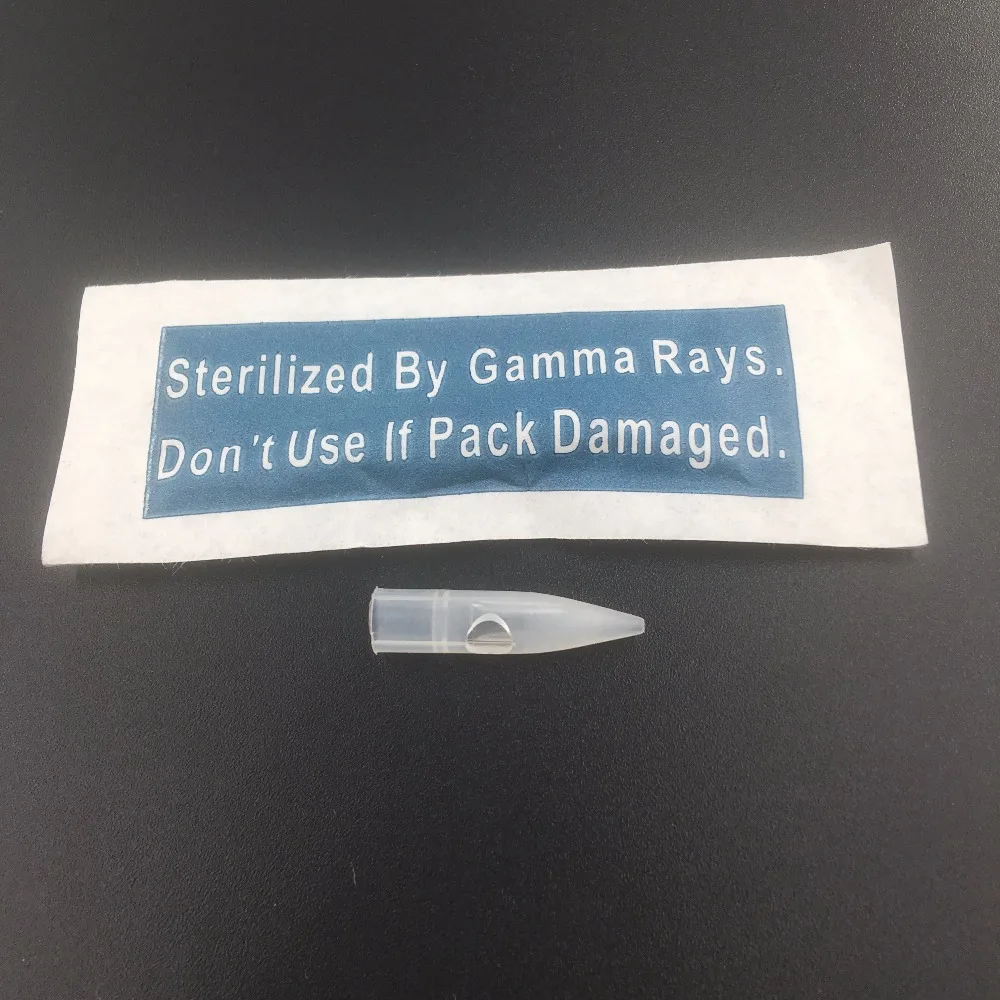 Sterilized By Gamma Rays.
Don't Use If Pack Damaged.